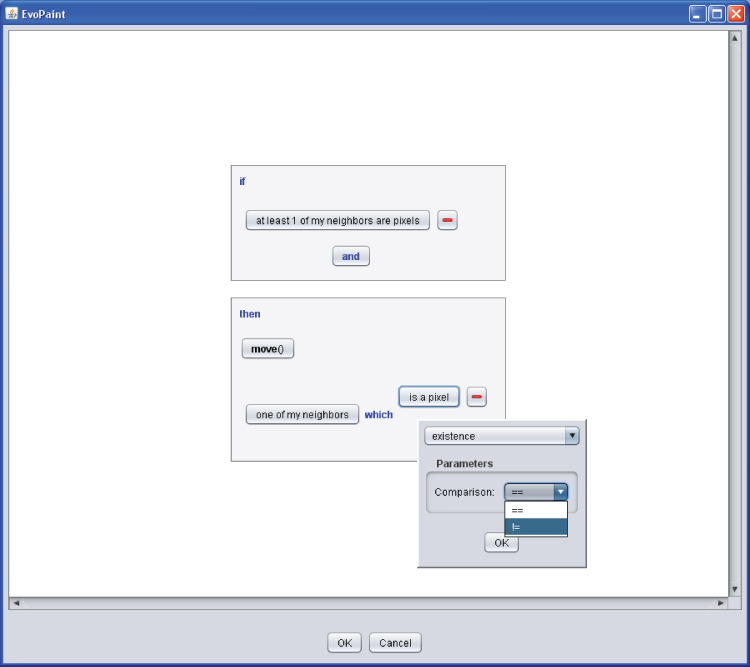 EvoPaint
if
at least 1 of my neighbors are pixels
and
then
move()
is a pixel
one of my neighbors which
existence
Parameters
Comparison: ==
==
!=
OK
OK Cancel